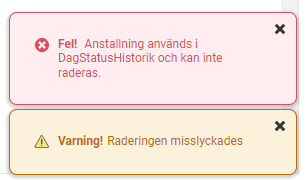 Fel! Anstallning används i
DagStatusHistorik och kan inte
raderas.
Varning! Raderingen misslyckades